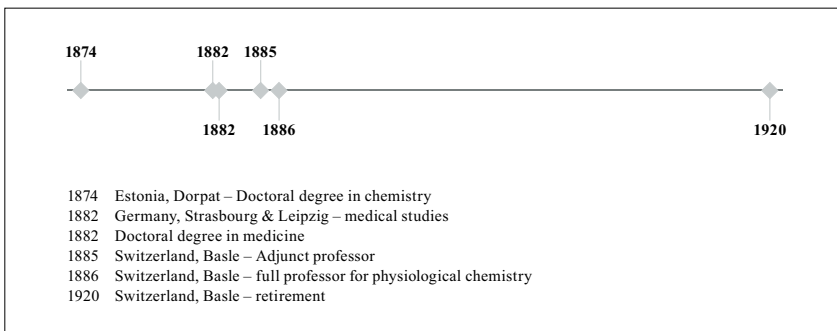 1874
1882 1885
1882 1886 1920
1874 Estonia, Dorpat – Doctoral degree in chemistry
1882 Germany, Strasbourg & Leipzig – medical studies
1882 Doctoral degree in medicine
1885 Switzerland, Basle – Adjunct professor
1886 Switzerland, Basle – full professor for physiological chemistry
1920 Switzerland, Basle – retirement